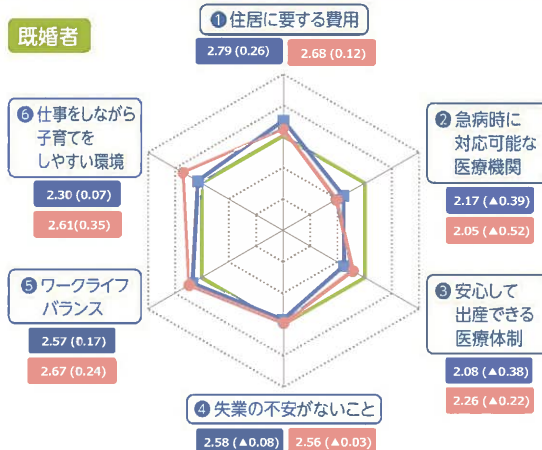 既婚者
❶住居に要する費用
2.79 (0.26)
2.68 (0.12)
❷急病時に
対応可能な
医療機関
2.17 (▲0.39)
2.05 (▲0.52)
❸安心して
出産できる
医療体制
2.08 (▲0.38)
2.26 (▲0.22)
❹失業の不安がないこと
2.58 (▲0.08)
2.56 (▲0.03)
❺ワークライフ
バランス
2.57 (0.17)
2.67 (0.24)
❻仕事をしながら
子育てを
しやすい環境
2.30 (0.07)
2.61(0.35)